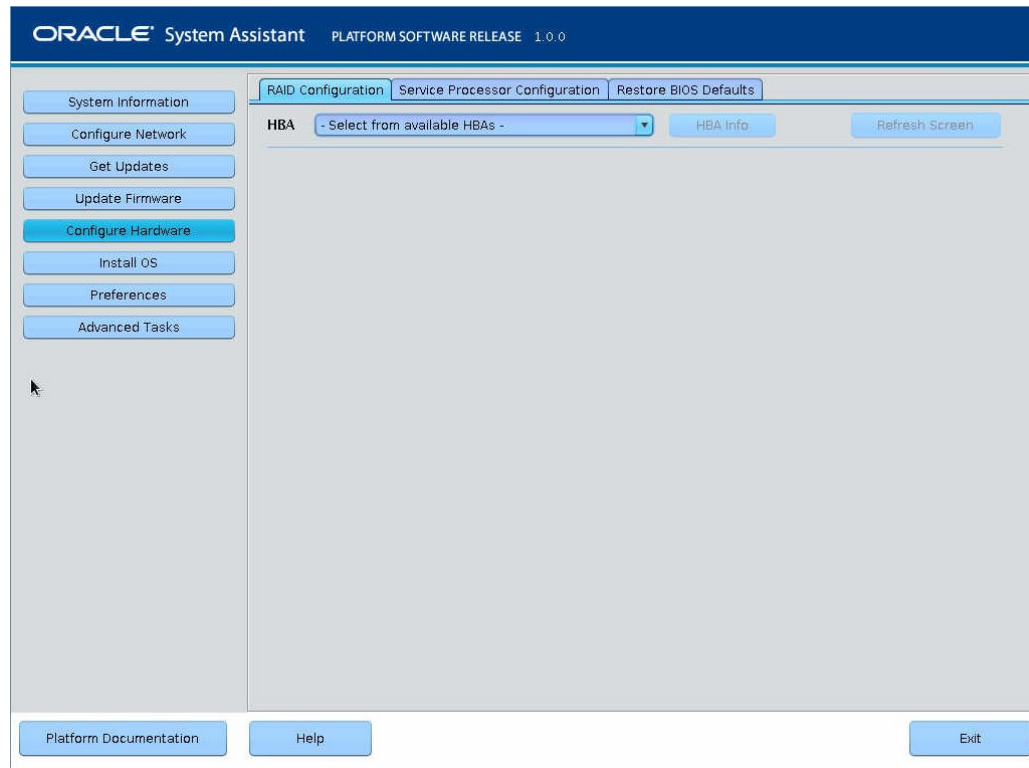 ORACLE System Assistant PLATFORM SOFTWARE RELEASE 1.0.0
RAID Configuration Service Processor Configuration Restore BIOS Defaults
System Information
Configure Network
Get Updates
Update Firmware
Configure Hardware
Install OS
Preferences
Advanced Tasks
HBA - Select from available HBAs - HBA Info Refresh Screen
Platform Documentation Help Exit